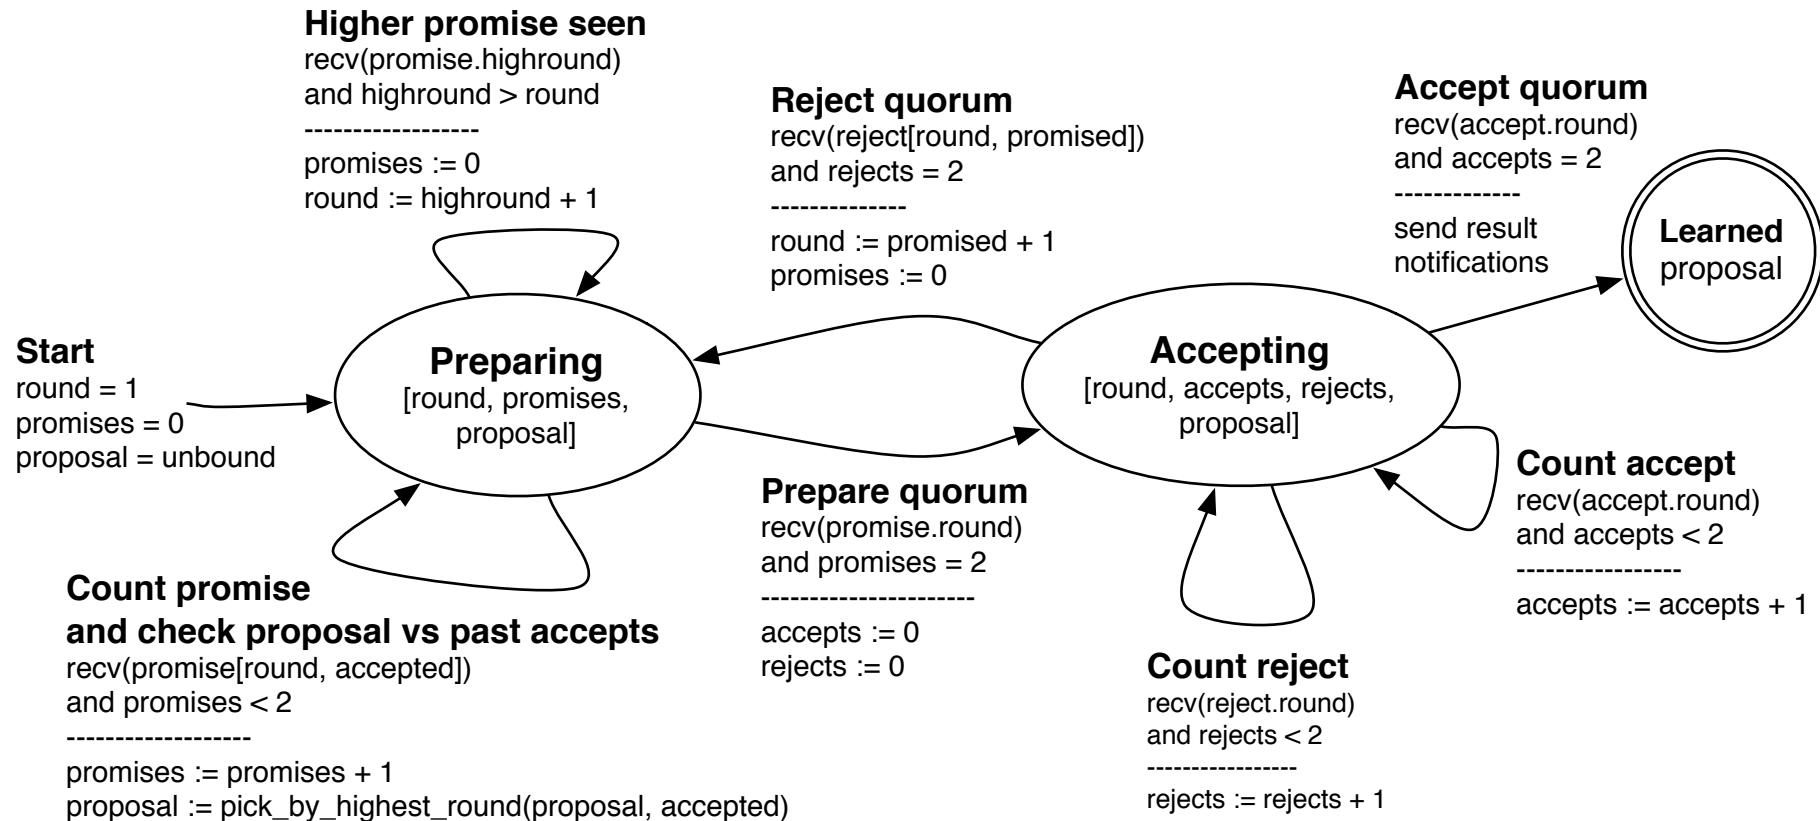 Higher promise seen
recv(promise.highround)
and highround > round
------------------
promises := 0
round := highround + 1
Reject quorum
recv(reject[round, promised])
and rejects = 2
--------------
round := promised + 1
promises := 0
Accept quorum
recv(accept.round)
and accepts = 2
-------------
send result
notifications
Learned
proposal
Start
round = 1
promises = 0
proposal = unbound
Preparing
[round, promises,
proposal]
Accepting
[round, accepts, rejects,
proposal]
Count promise
and check proposal vs past accepts
recv(promise[round, accepted])
and promises < 2
-------------------
promises := promises + 1
proposal := pick_by_highest_round(proposal, accepted)
Prepare quorum
recv(promise.round)
and promises = 2
----------------------
accepts := 0
rejects := 0
Count reject
recv(reject.round)
and rejects < 2
-----------------
rejects := rejects + 1
Count accept
recv(accept.round)
and accepts < 2
-----------------
accepts := accepts + 1